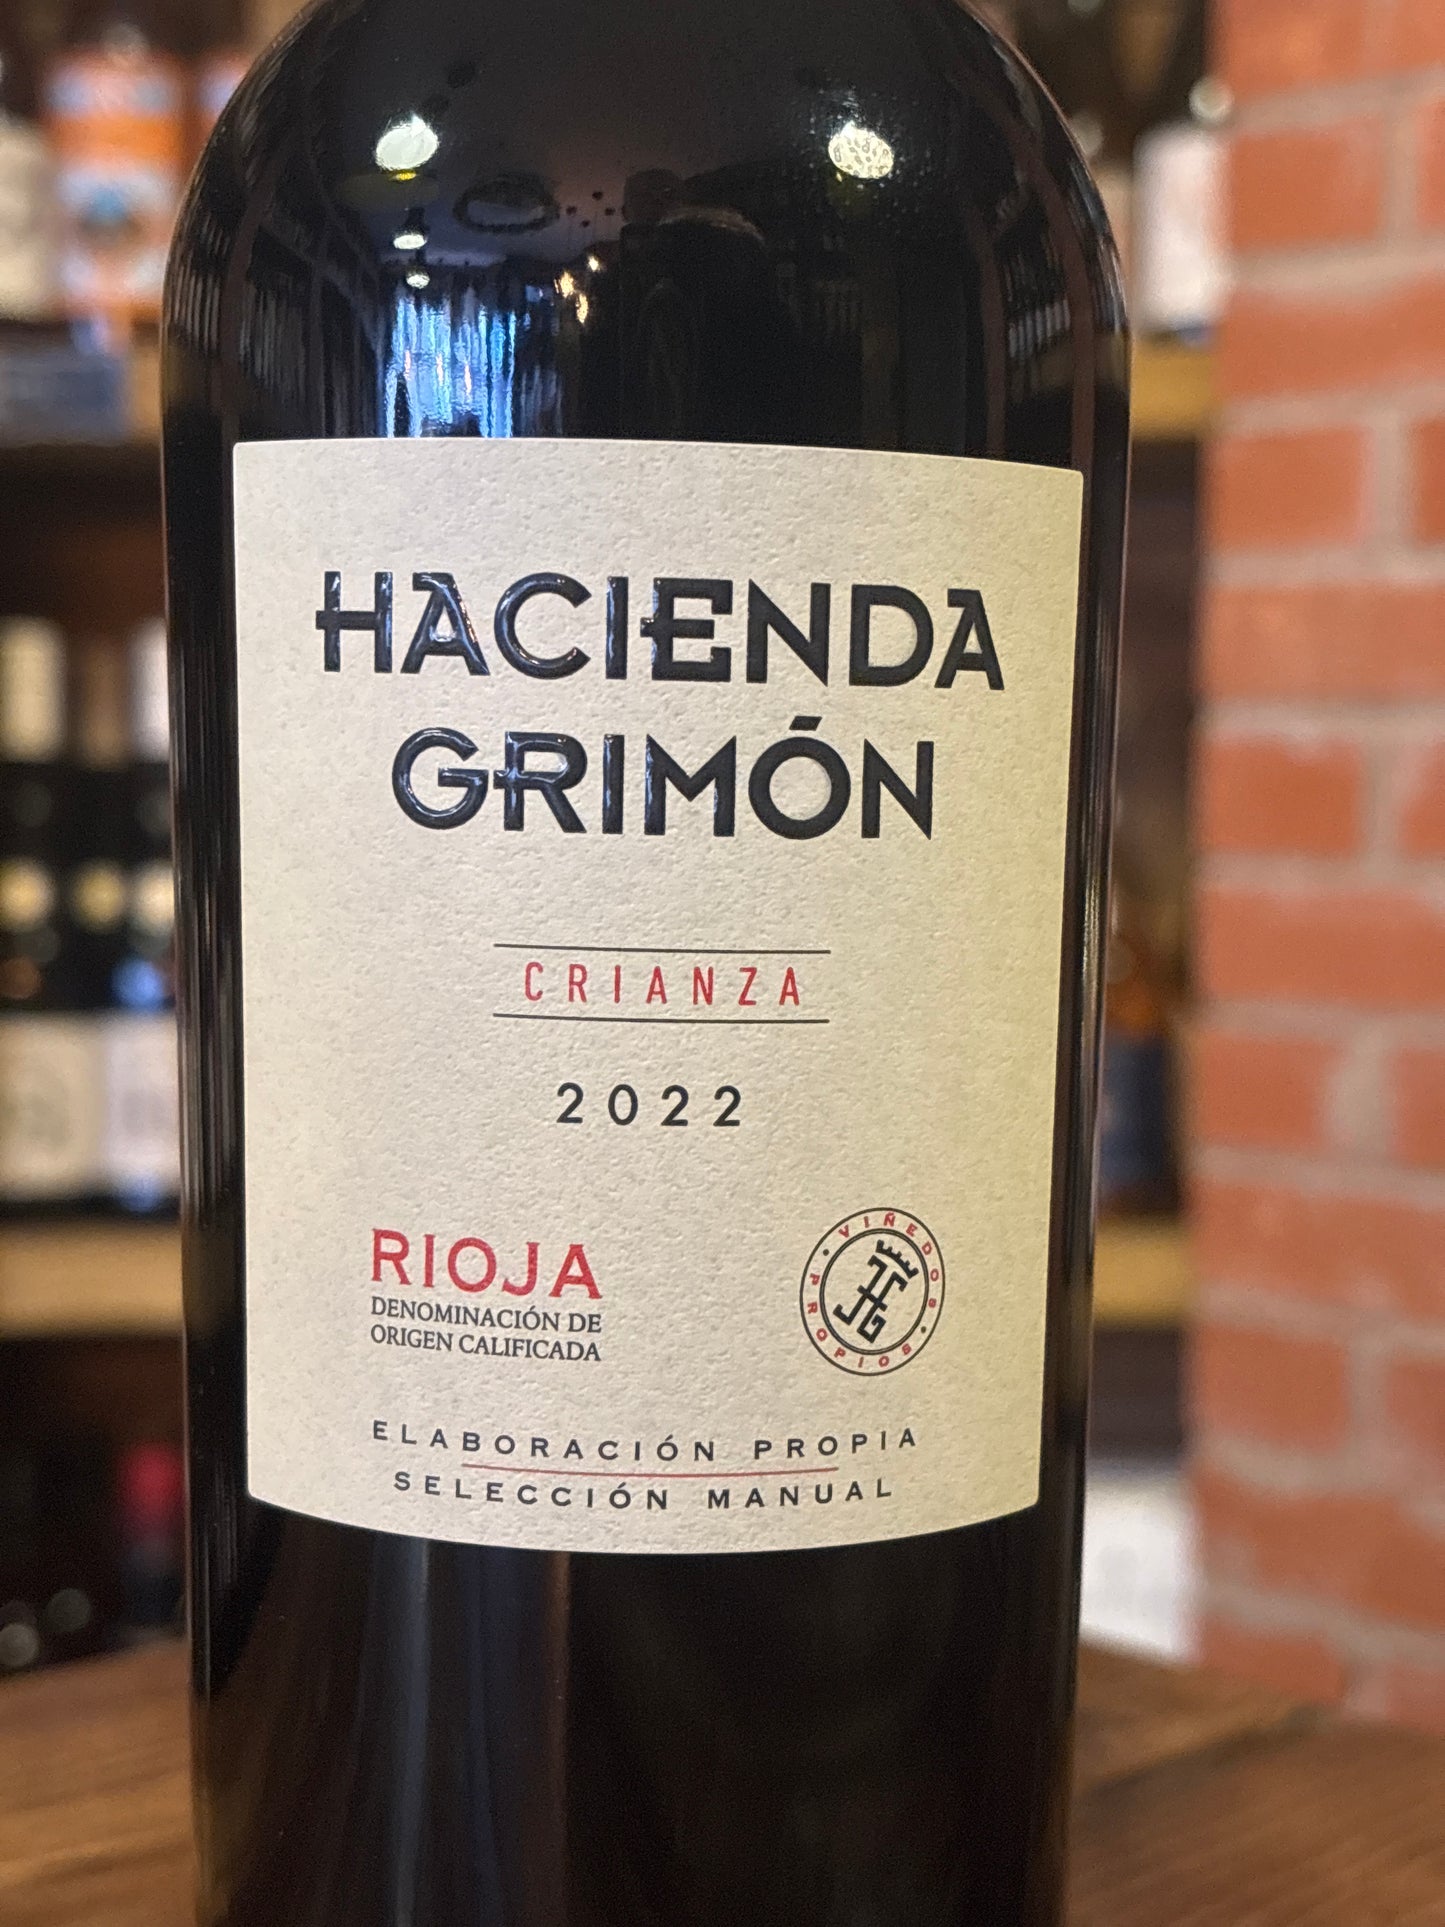 HACIENDA
GRIMÓN
CRIANZA
2022
RIOJA
DENOMINACIÓN DE
ORIGEN CALIFICADA
VIÑEDOS
PROPIOS
ELABORACIÓN PROPIA
SELECCIÓN MANUAL